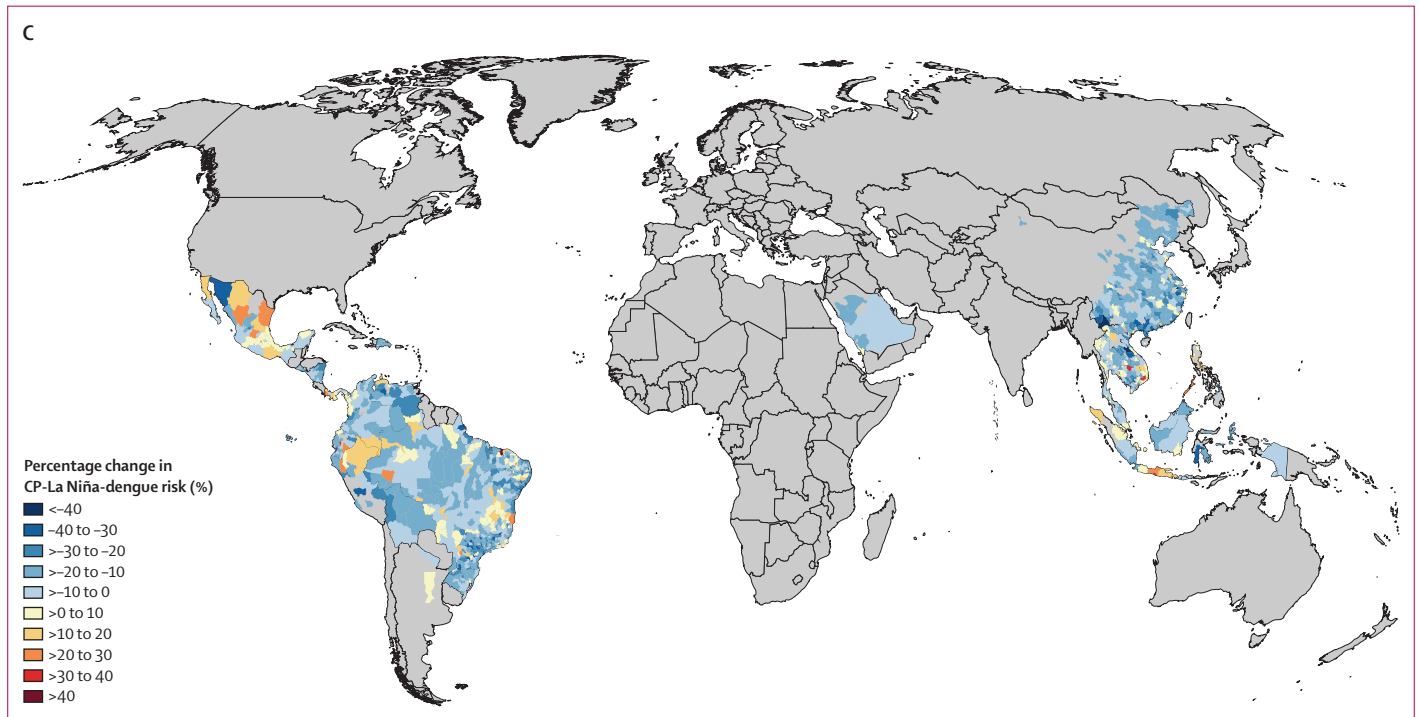 C
Percentage change in
CP-La Niña-dengue risk (%)
<–40
–40 to –30
>–30 to –20
>–20 to –10
>–10 to 0
>0 to 10
>10 to 20
>20 to 30
>30 to 40
>40